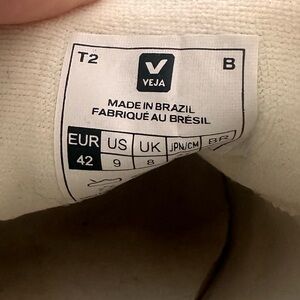 T2 V B
VEJA
MADE IN BRAZIL
FABRIQUÉ AU BRÉSIL
EUR US UK JPN/CM BR
42 9 8